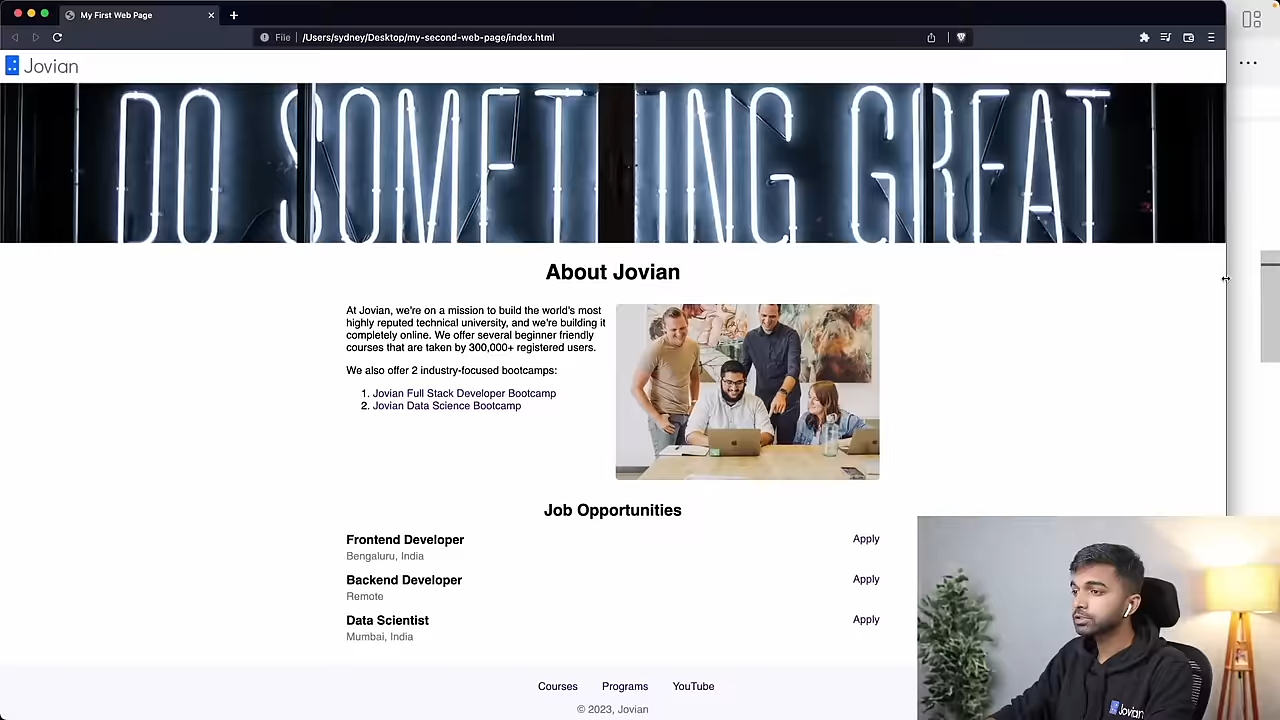 My First Web Page
File /Users/sydney/Desktop/my-second-web-page/index.html
Jovian
DO SOMETING GREAT
About Jovian
At Jovian, we're on a mission to build the world's most
highly reputed technical university, and we're building it
completely online. We offer several beginner friendly
courses that are taken by 300,000+ registered users.
We also offer 2 industry-focused bootcamps:
1. Jovian Full Stack Developer Bootcamp
2. Jovian Data Science Bootcamp
Job Opportunities
Frontend Developer Apply
Bengaluru, India
Backend Developer Apply
Remote
Data Scientist Apply
Mumbai, India
Courses Programs YouTube
© 2023, Jovian
Jovian